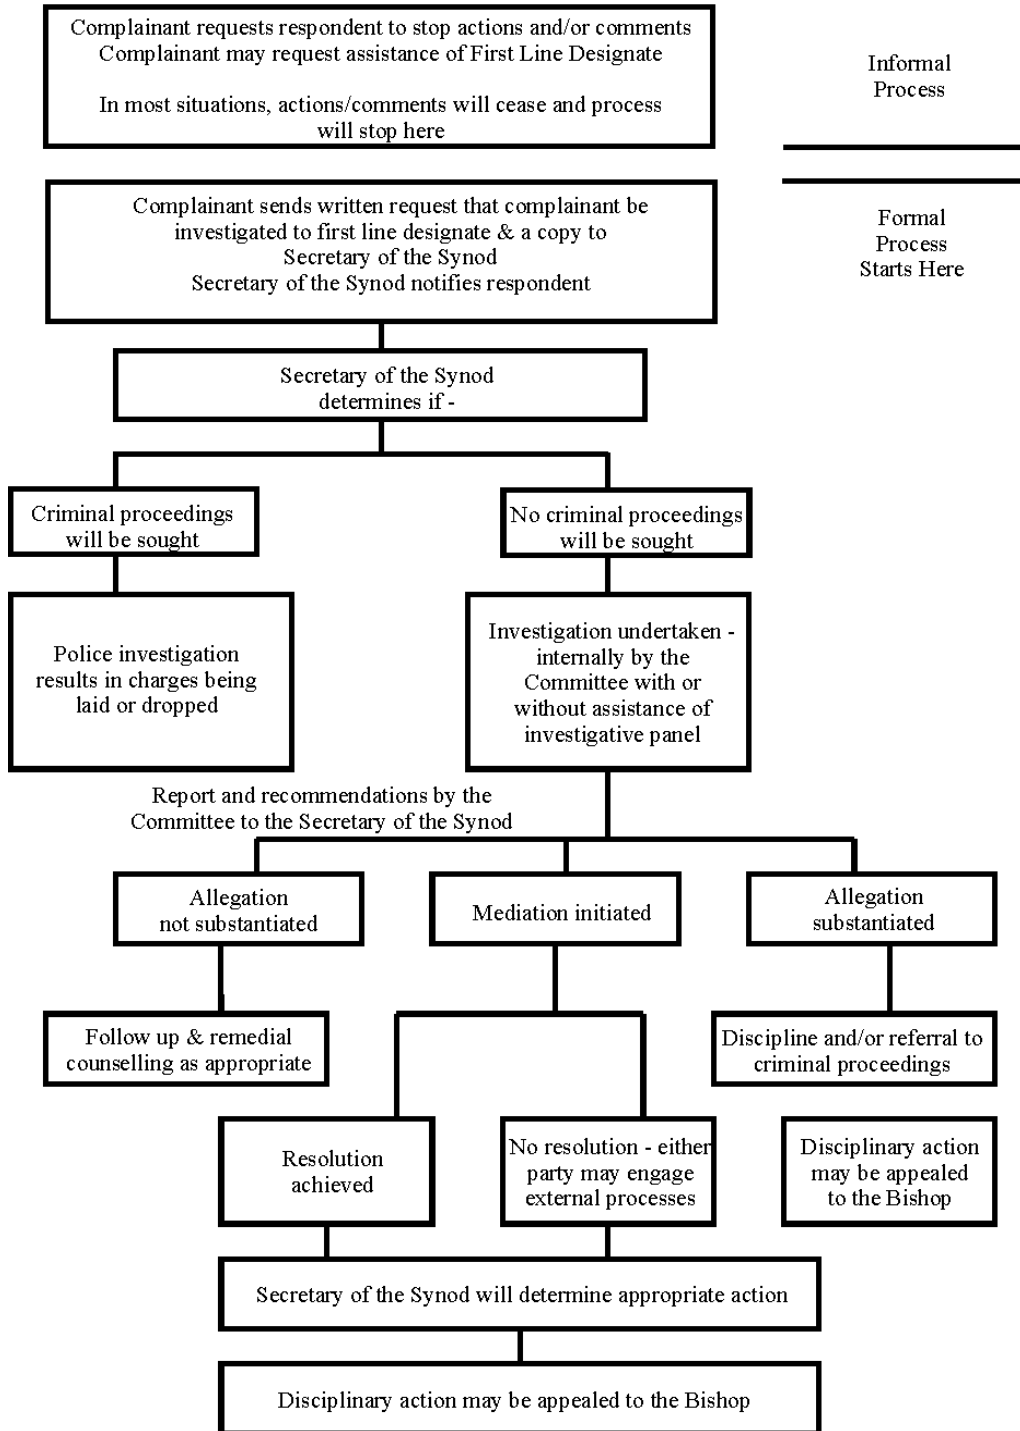 Complainant requests respondent to stop actions and/or comments
Complainant may request assistance of First Line Designate
In most situations, actions/comments will cease and process
will stop here
Informal
Process
Complainant sends written request that complainant be
investigated to first line designate & a copy to
Secretary of the Synod
Secretary of the Synod notifies respondent
Formal
Process
Starts Here
Secretary of the Synod
determines if -
Criminal proceedings
will be sought
No criminal proceedings
will be sought
Police investigation
results in charges being
laid or dropped
Investigation undertaken -
internally by the
Committee with or
without assistance of
investigative panel
Report and recommendations by the
Committee to the Secretary of the Synod
Allegation
not substantiated
Mediation initiated
Allegation
substantiated
Follow up & remedial
counselling as appropriate
Discipline and/or referral to
criminal proceedings
Resolution
achieved
No resolution - either
party may engage
external processes
Disciplinary action
may be appealed
to the Bishop
Secretary of the Synod will determine appropriate action
Disciplinary action may be appealed to the Bishop